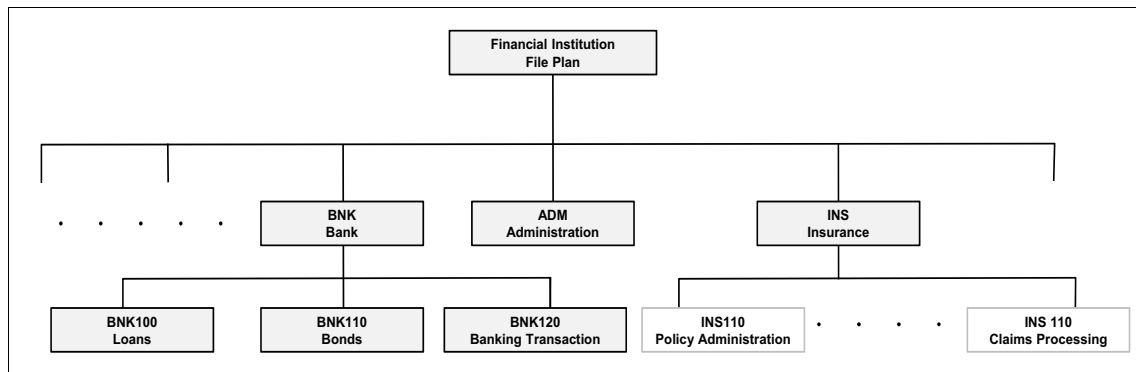 Financial Institution
File Plan
. . . . .
BNK
Bank
ADM
Administration
INS
Insurance
BNK100
Loans
BNK110
Bonds
BNK120
Banking Transaction
INS110
Policy Administration
. . . .
INS 110
Claims Processing